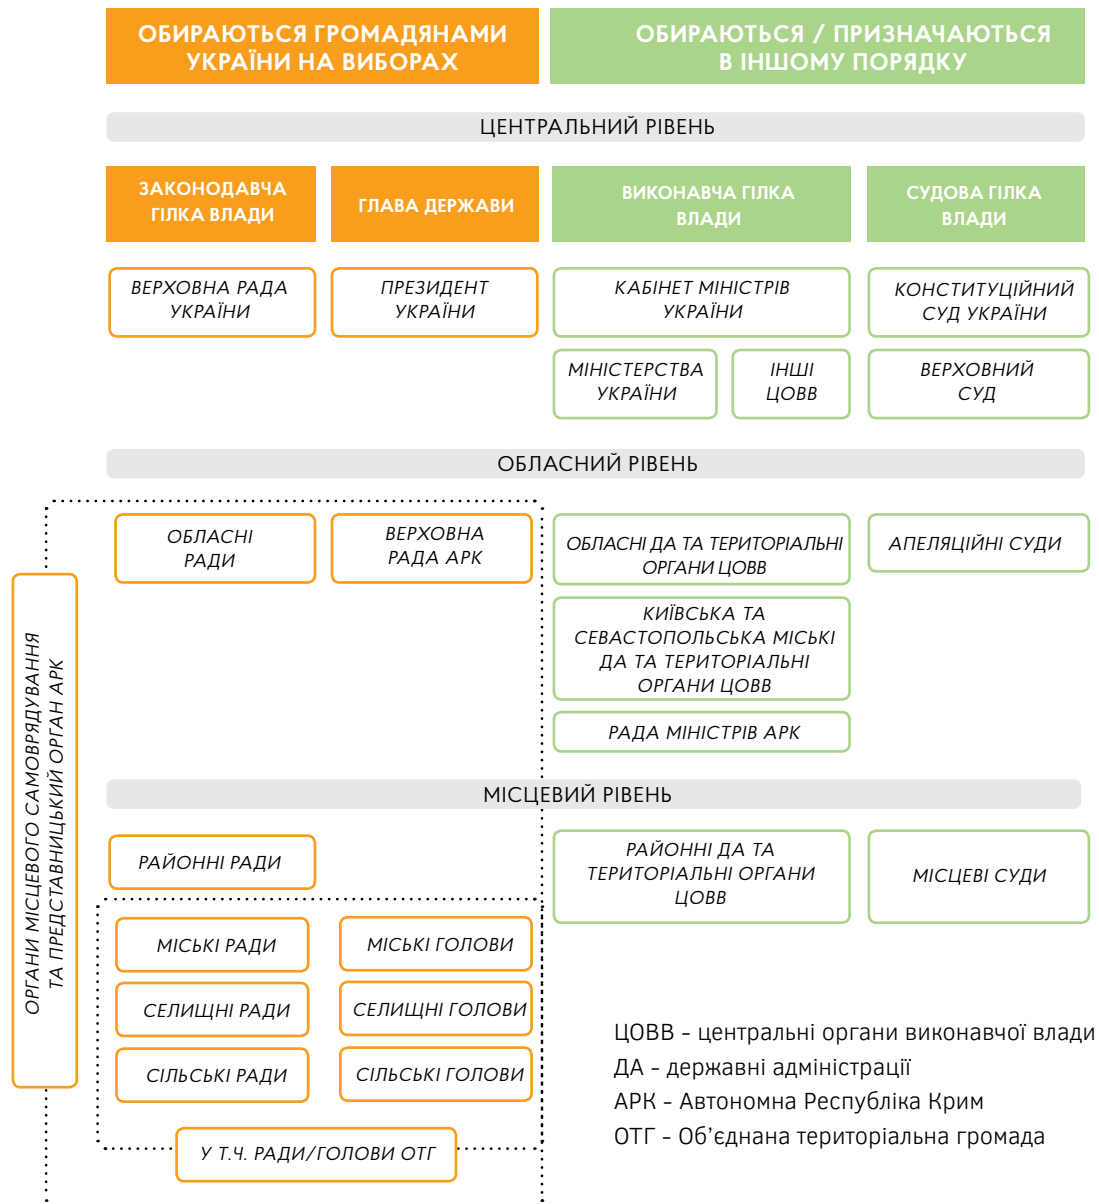 ОБИРАЮТЬСЯ ГРОМАДЯНАМИ
УКРАЇНИ НА ВИБОРАХ
ОБИРАЮТЬСЯ / ПРИЗНАЧАЮТЬСЯ
В ІНШОМУ ПОРЯДКУ
ЦЕНТРАЛЬНИЙ РІВЕНЬ
ЗАКОНОДАВЧА
ГІЛКА ВЛАДИ
ГЛАВА ДЕРЖАВИ
ВИКОНАВЧА ГІЛКА
ВЛАДИ
СУДОВА ГІЛКА
ВЛАДИ
ВЕРХОВНА РАДА
УКРАЇНИ
ПРЕЗИДЕНТ
УКРАЇНИ
КАБІНЕТ МІНІСТРІВ
УКРАЇНИ
КОНСТИТУЦІЙНИЙ
СУД УКРАЇНИ
МІНІСТЕРСТВА
УКРАЇНИ
ІНШІ
ЦОВВ
ВЕРХОВНИЙ
СУД
ОБЛАСНИЙ РІВЕНЬ
ОРГАНИ МІСЦЕВОГО САМОВРЯДУВАННЯ
ТА ПРЕДСТАВНИЦЬКИЙ ОРГАН АРК
ОБЛАСНІ
РАДИ
ВЕРХОВНА
РАДА АРК
ОБЛАСНІ ДА ТА ТЕРИТОРІАЛЬНІ
ОРГАНИ ЦОВВ
АПЕЛЯЦІЙНІ СУДИ
КИЇВСЬКА ТА
СЕВАСТОПОЛЬСЬКА МІСЬКІ
ДА ТА ТЕРИТОРІАЛЬНІ
ОРГАНИ ЦОВВ
РАДА МІНІСТРІВ АРК
МІСЦЕВИЙ РІВЕНЬ
РАЙОННІ РАДИ
РАЙОННІ ДА ТА
ТЕРИТОРІАЛЬНІ ОРГАНИ
ЦОВВ
МІСЦЕВІ СУДИ
МІСЬКІ РАДИ
МІСЬКІ ГОЛОВИ
СЕЛИЩНІ РАДИ
СЕЛИЩНІ ГОЛОВИ
СІЛЬСЬКІ РАДИ
СІЛЬСЬКІ ГОЛОВИ
У Т.Ч. РАДИ/ГОЛОВИ ОТГ
ЦОВВ - центральні органи виконавчої влади
ДА - державні адміністрації
АРК - Автономна Республіка Крим
ОТГ - Об’єднана територіальна громада